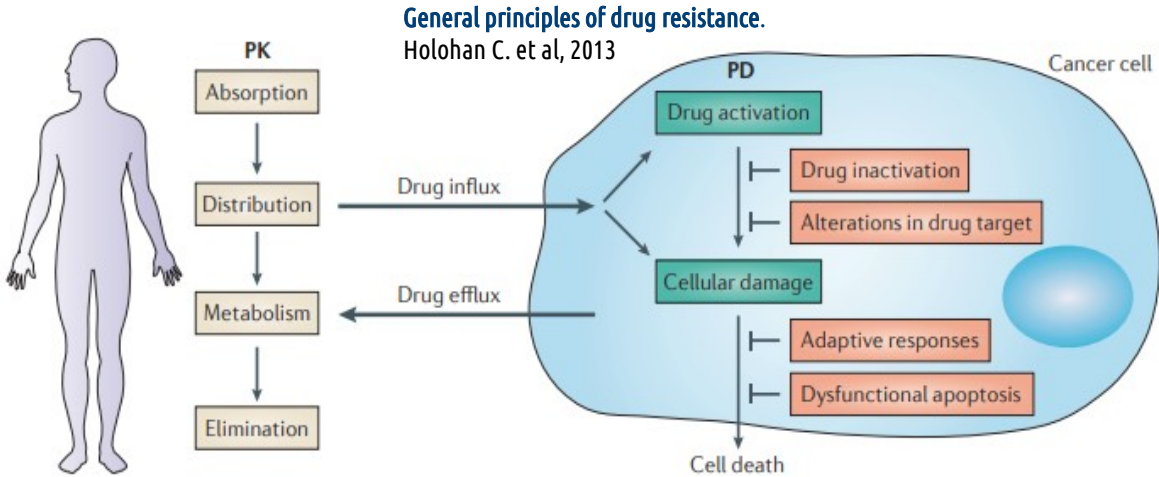 General principles of drug resistance.
Holohan C. et al, 2013
PK
Absorption
Distribution
Metabolism
Elimination
Drug influx
Drug efflux
PD
Cancer cell
Drug activation
Drug inactivation
Alterations in drug target
Cellular damage
Adaptive responses
Dysfunctional apoptosis
Cell death